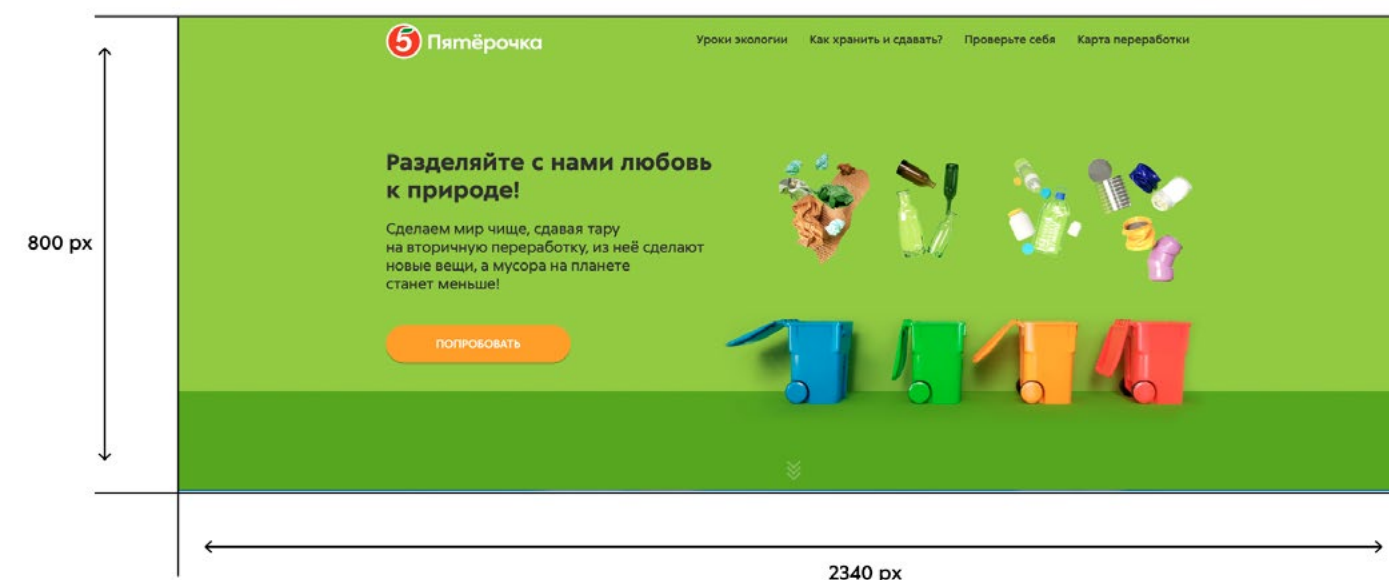 5 Пятёрочка
Уроки экологии Как хранить и сдавать? Проверьте себя Карта переработки
Разделяйте с нами любовь
к природе!
Сделаем мир чище, сдавая тару
на вторичную переработку, из неё сделают
новые вещи, а мусора на планете
станет меньше!
ПОПРОБОВАТЬ
800 px
2340 px